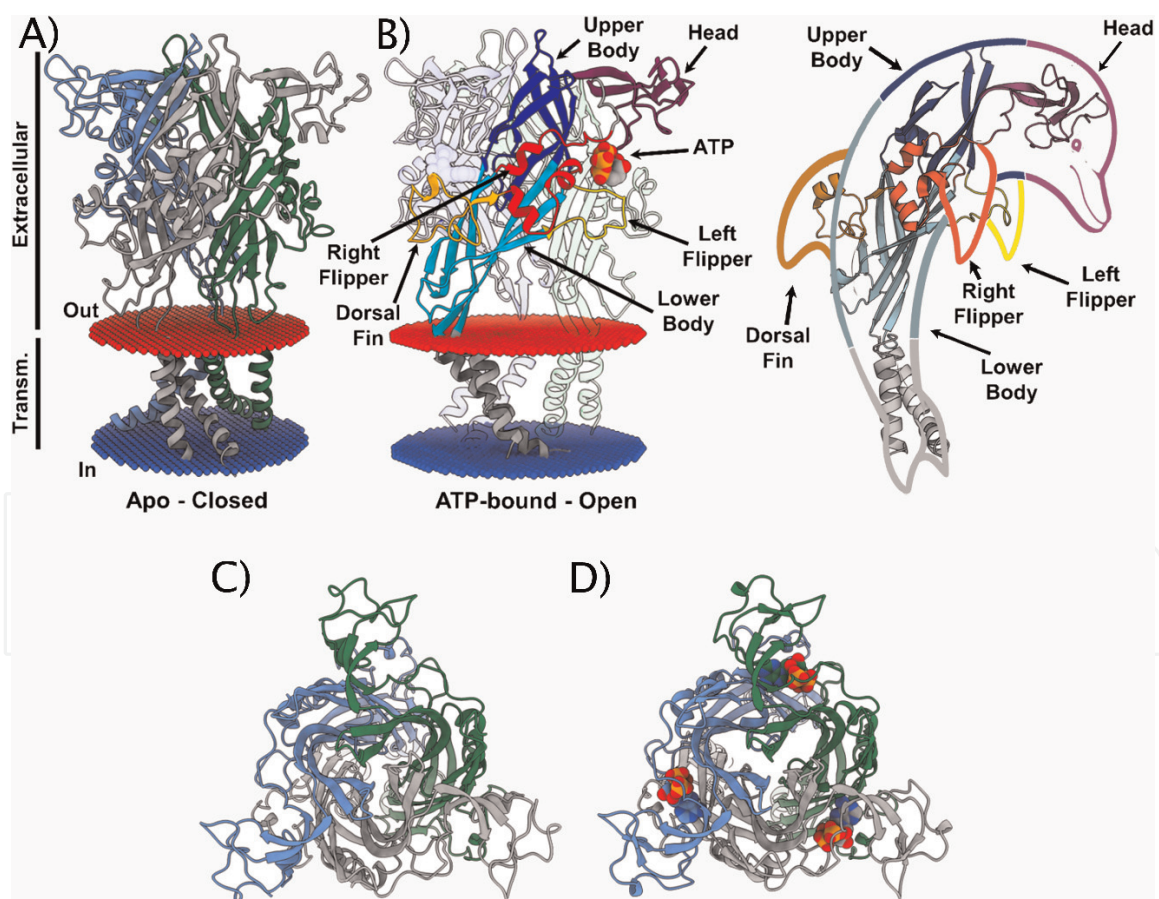 A)
Extracellular
Transm.
Out
In
Apo - Closed
B)
Upper
Body
Head
ATP
Right
Flipper
Dorsal
Fin
Left
Flipper
Lower
Body
ATP-bound - Open
Upper
Body
Head
Dorsal
Fin
Right
Flipper
Left
Flipper
Lower
Body
C)
D)